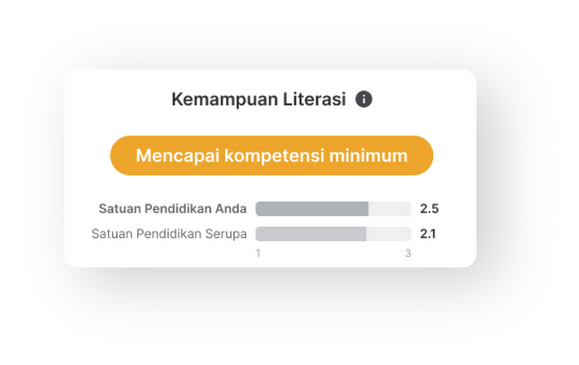 Kemampuan Literasi
Mencapai kompetensi minimum
Satuan Pendidikan Anda 2.5
Satuan Pendidikan Serupa 2.1
1 3